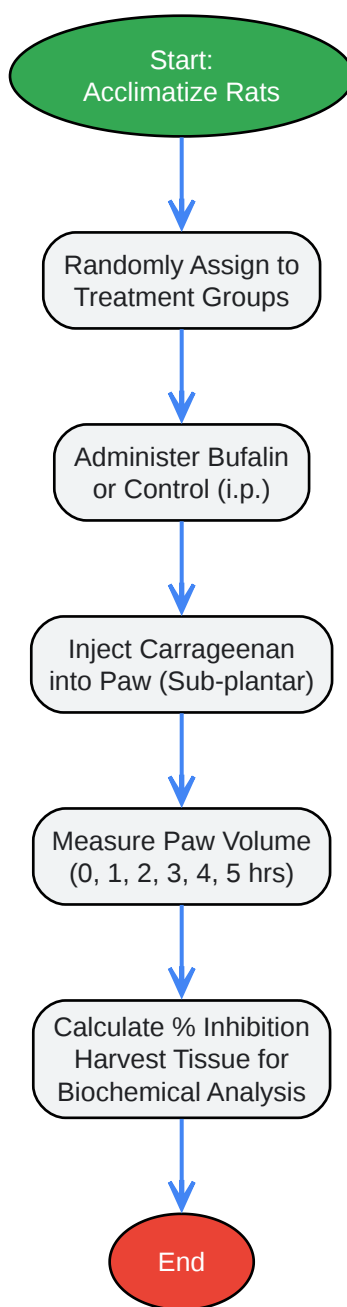 Start:
Acclimatize Rats
Randomly Assign to
Treatment Groups
Administer Bufalin
or Control (i.p.)
Inject Carrageenan
into Paw (Sub-plantar)
Measure Paw Volume
(0, 1, 2, 3, 4, 5 hrs)
Calculate % Inhibition
Harvest Tissue for
Biochemical Analysis
End